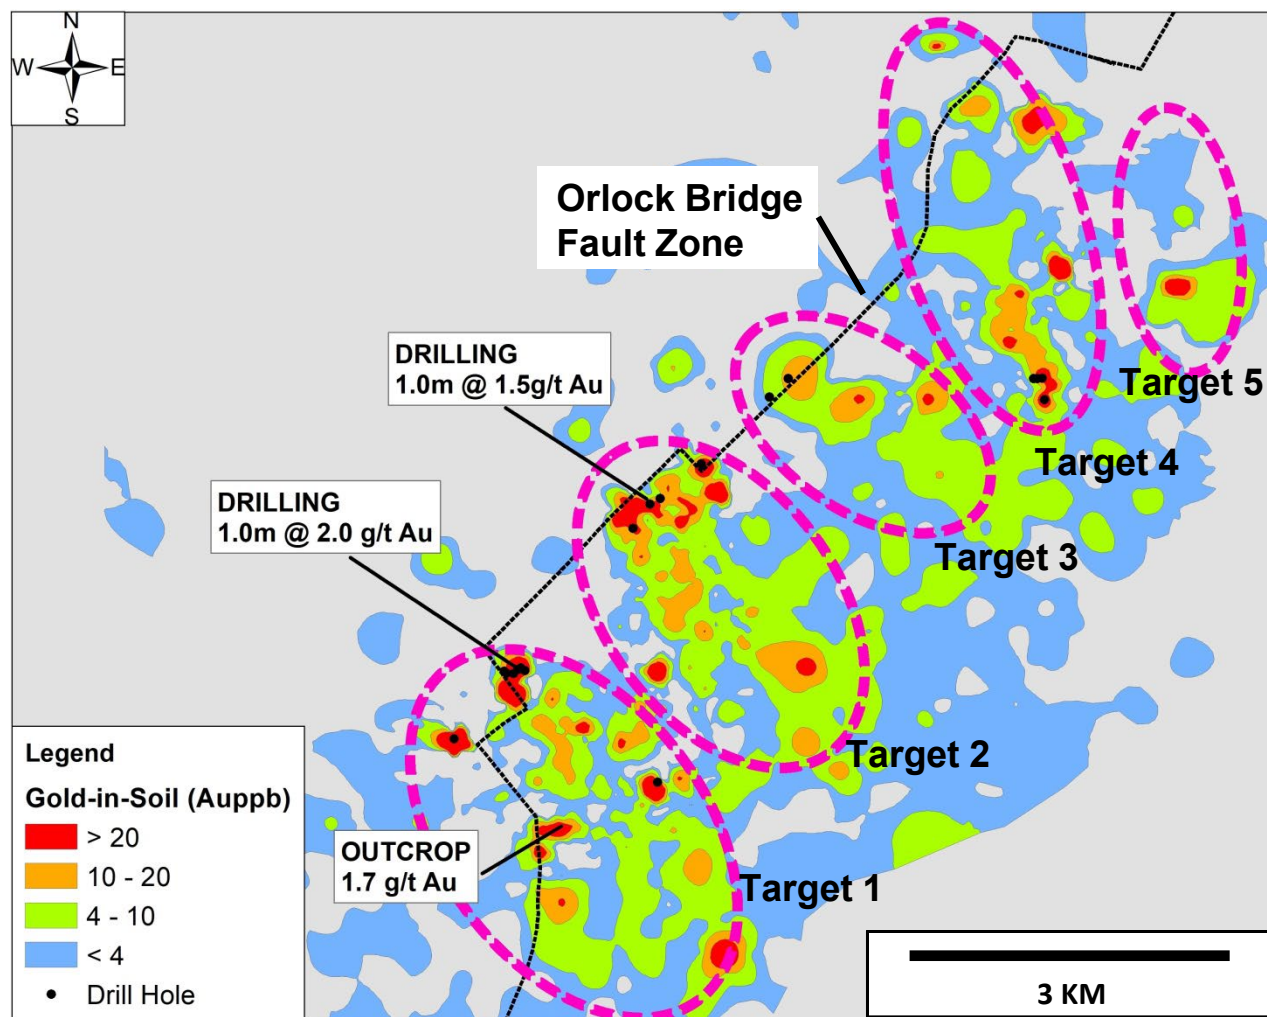 N
W E
S
Orlock Bridge
Fault Zone
DRILLING
1.0m @ 1.5g/t Au
DRILLING
1.0m @ 2.0 g/t Au
Target 5
Target 4
Target 3
Target 2
Target 1
OUTCROP
1.7 g/t Au
Legend
Gold-in-Soil (Auppb)
> 20
10 - 20
4 - 10
< 4
Drill Hole
3 KM